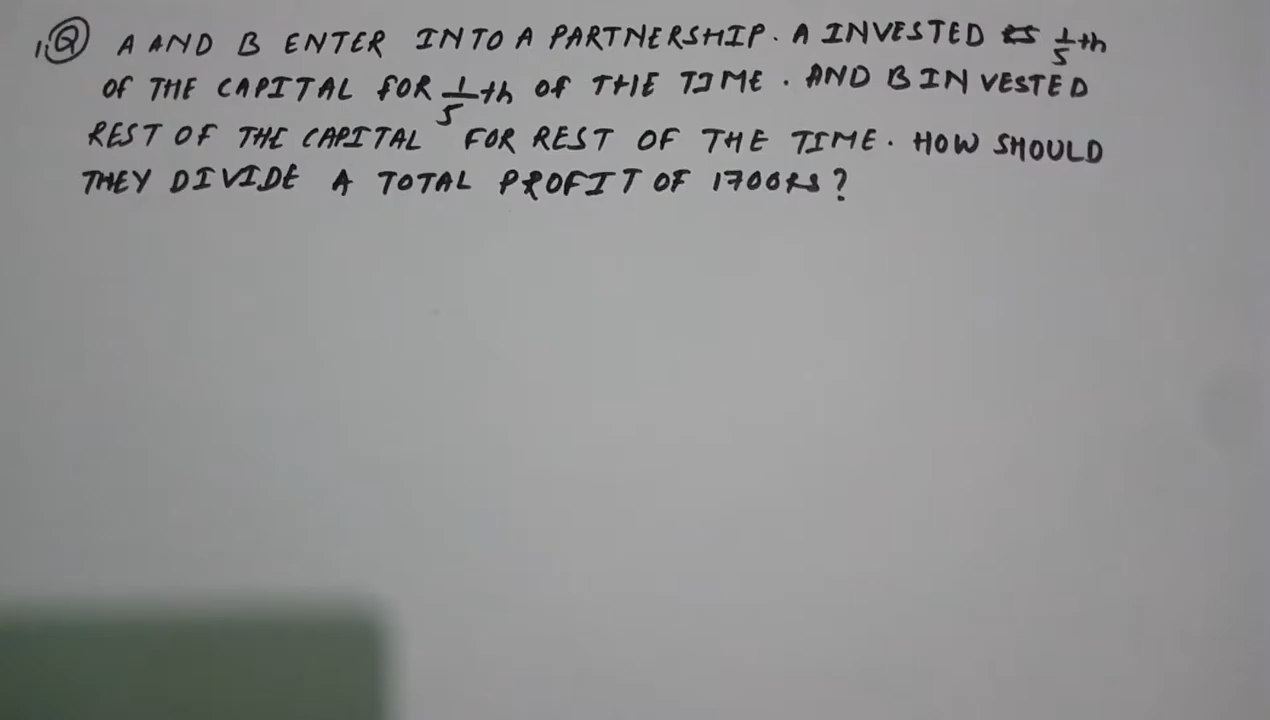 1. Q A AND B ENTER INTO A PARTNERSHIP. A INVESTED 1/5th
OF THE CAPITAL FOR 1/5th OF THE TIME. AND B INVESTED
REST OF THE CAPITAL FOR REST OF THE TIME. HOW SHOULD
THEY DIVIDE A TOTAL PROFIT OF 1700RS?